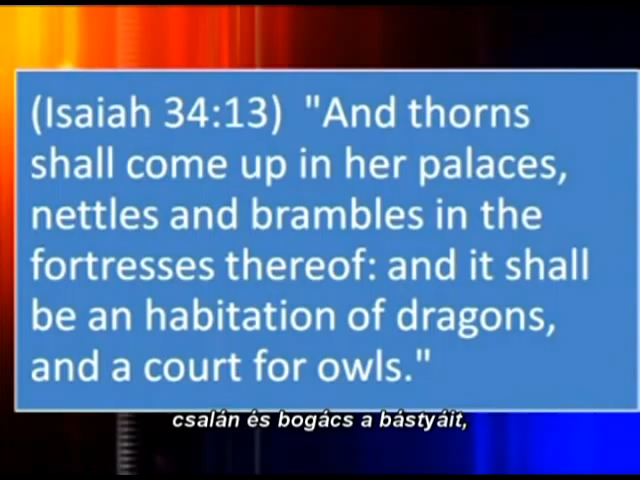 (Isaiah 34:13) "And thorns
shall come up in her palaces,
nettles and brambles in the
fortresses thereof: and it shall
be an habitation of dragons,
and a court for owls."
csalán és bogács a bástyáit,